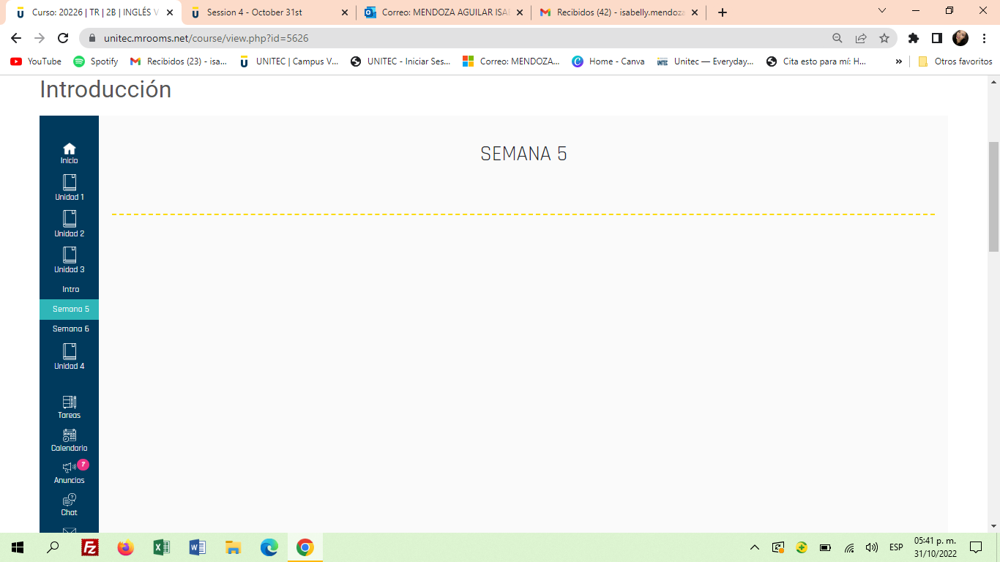 Curso: 20226 | TR | 2B | INGLÉS V
Session 4 - October 31st
Correo: MENDOZA AGUILAR ISA
Recibidos (42) - isabelly.mendoza
unitec.mrooms.net/course/view.php?id=5626
YouTube
Spotify
Recibidos (23) - isa...
UNITEC | Campus V...
UNITEC - Iniciar Ses...
Correo: MENDOZA...
Home - Canva
Unitec — Everyday...
Cita esto para mí: H...
»
Otros favoritos
Introducción
SEMANA 5
Inicio
Unidad 1
Unidad 2
Unidad 3
Intro
Semana 5
Semana 6
Unidad 4
Tareas
Calendario
7
Anuncios
Chat
ESP
05:41 p. m.
31/10/2022